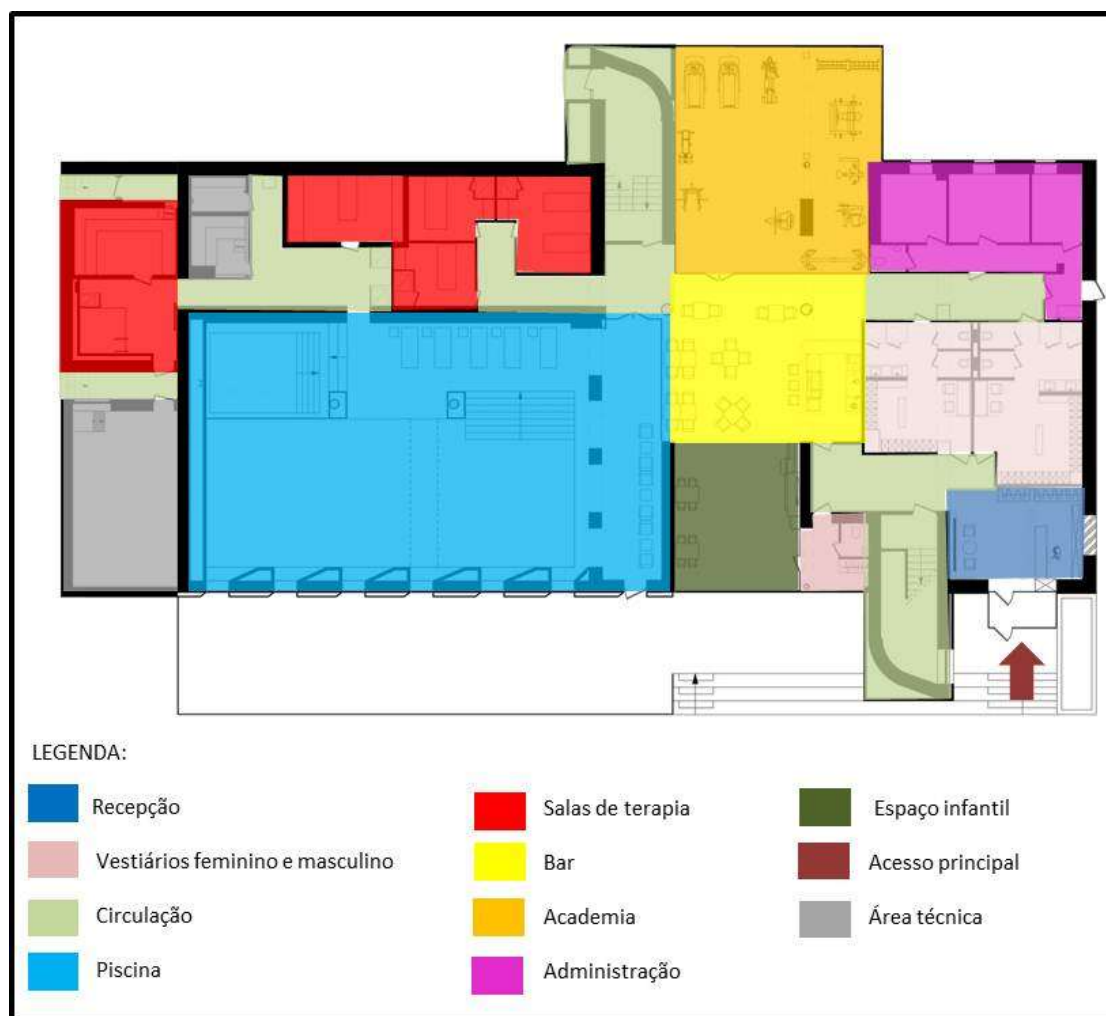 LEGENDA:
Recepção
Vestiários feminino e masculino
Circulação
Piscina
Salas de terapia
Bar
Academia
Administração
Espaço infantil
Acesso principal
Área técnica